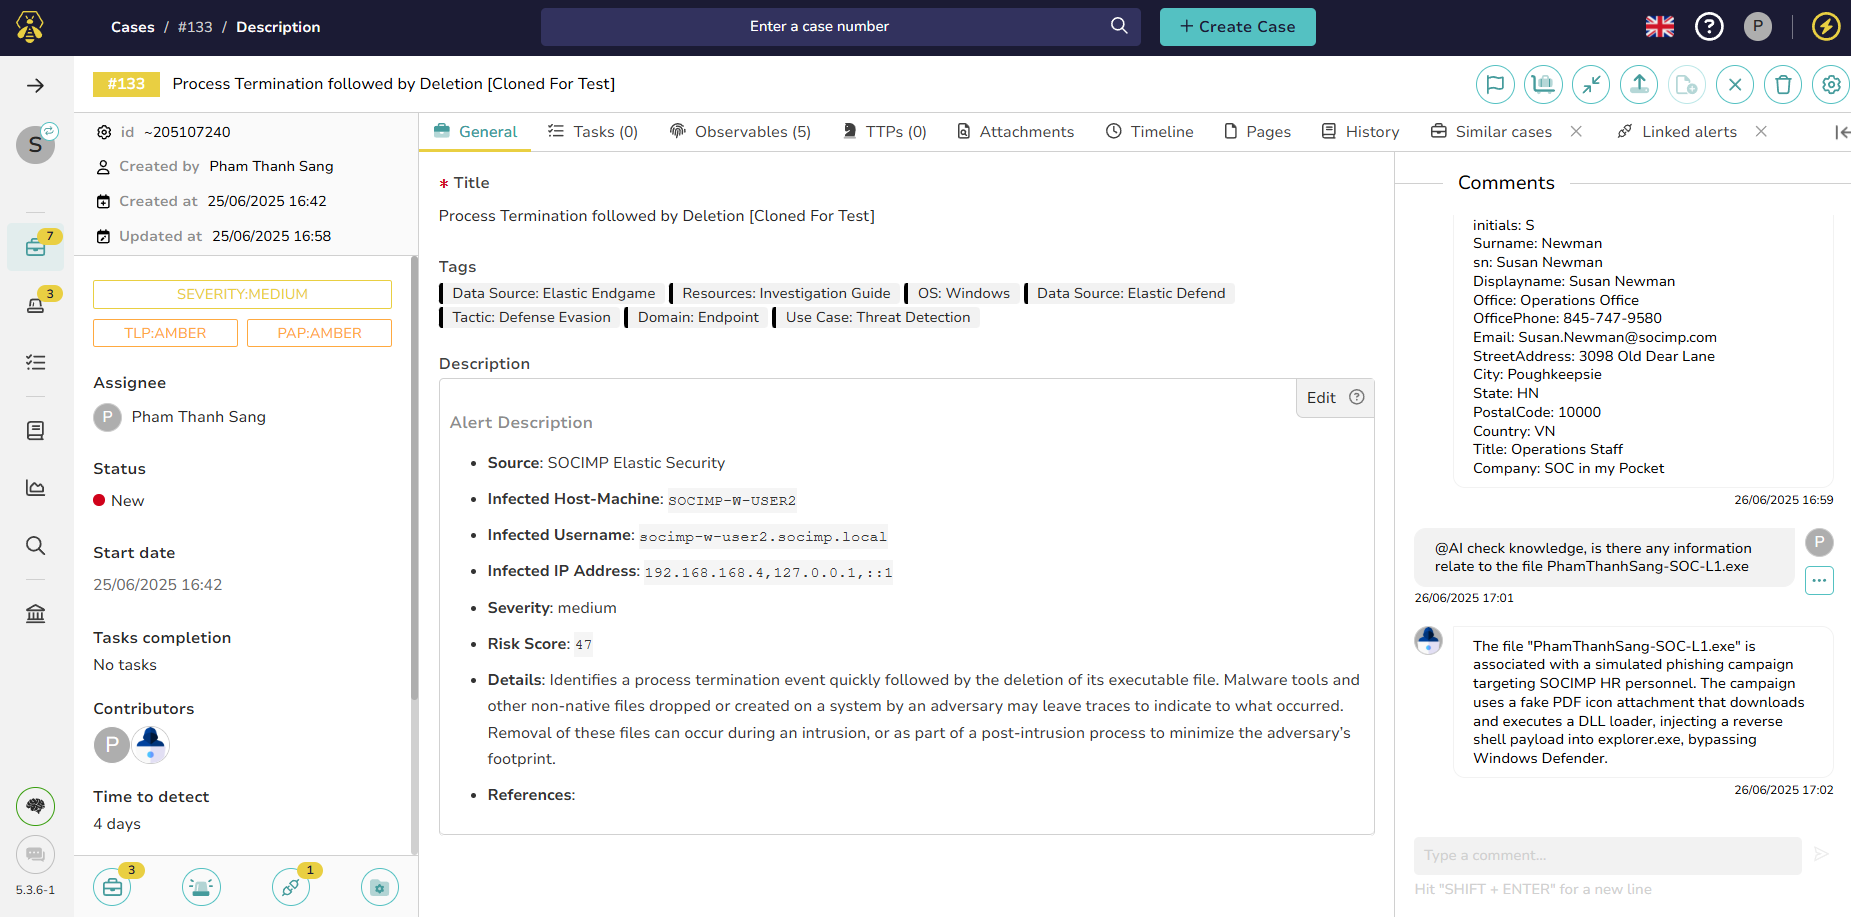 Cases / #133 / Description
Enter a case number
+ Create Case
P
#133
Process Termination followed by Deletion [Cloned For Test]
S
7
3
5.3.6-1
id ~205107240
Created by Pham Thanh Sang
Created at 25/06/2025 16:42
Updated at 25/06/2025 16:58
SEVERITY:MEDIUM
TLP:AMBER
PAP:AMBER
Assignee
P Pham Thanh Sang
Status
New
Start date
25/06/2025 16:42
Tasks completion
No tasks
Contributors
P
Time to detect
4 days
3
1
General
Tasks (0)
Observables (5)
TTPs (0)
Attachments
Timeline
Pages
History
Similar cases
Linked alerts
* Title
Process Termination followed by Deletion [Cloned For Test]
Tags
Data Source: Elastic Endgame
Resources: Investigation Guide
OS: Windows
Data Source: Elastic Defend
Tactic: Defense Evasion
Domain: Endpoint
Use Case: Threat Detection
Description
Edit
Alert Description
Source: SOCIMP Elastic Security
Infected Host-Machine: SOCIMP-W-USER2
Infected Username: socimp-w-user2.socimp.local
Infected IP Address: 192.168.168.4,127.0.0.1,::1
Severity: medium
Risk Score: 47
Details: Identifies a process termination event quickly followed by the deletion of its executable file. Malware tools and
other non-native files dropped or created on a system by an adversary may leave traces to indicate to what occurred.
Removal of these files can occur during an intrusion, or as part of a post-intrusion process to minimize the adversary's
footprint.
References:
Comments
initials: S
Surname: Newman
sn: Susan Newman
Displayname: Susan Newman
Office: Operations Office
OfficePhone: 845-747-9580
Email: Susan.Newman@socimp.com
StreetAddress: 3098 Old Dear Lane
City: Poughkeepsie
State: HN
PostalCode: 10000
Country: VN
Title: Operations Staff
Company: SOC in my Pocket
26/06/2025 16:59
@AI check knowledge, is there any information
relate to the file PhamThanhSang-SOC-L1.exe
P
26/06/2025 17:01
The file "PhamThanhSang-SOC-L1.exe" is
associated with a simulated phishing campaign
targeting SOCIMP HR personnel. The campaign
uses a fake PDF icon attachment that downloads
and executes a DLL loader, injecting a reverse
shell payload into explorer.exe, bypassing
Windows Defender.
26/06/2025 17:02
Type a comment...
Hit "SHIFT + ENTER" for a new line